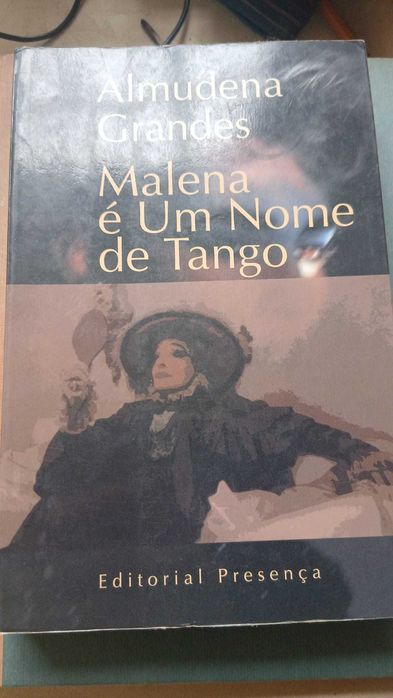 Almudena
Grandes
Malena
é Um Nome
de Tango
Editorial Presença